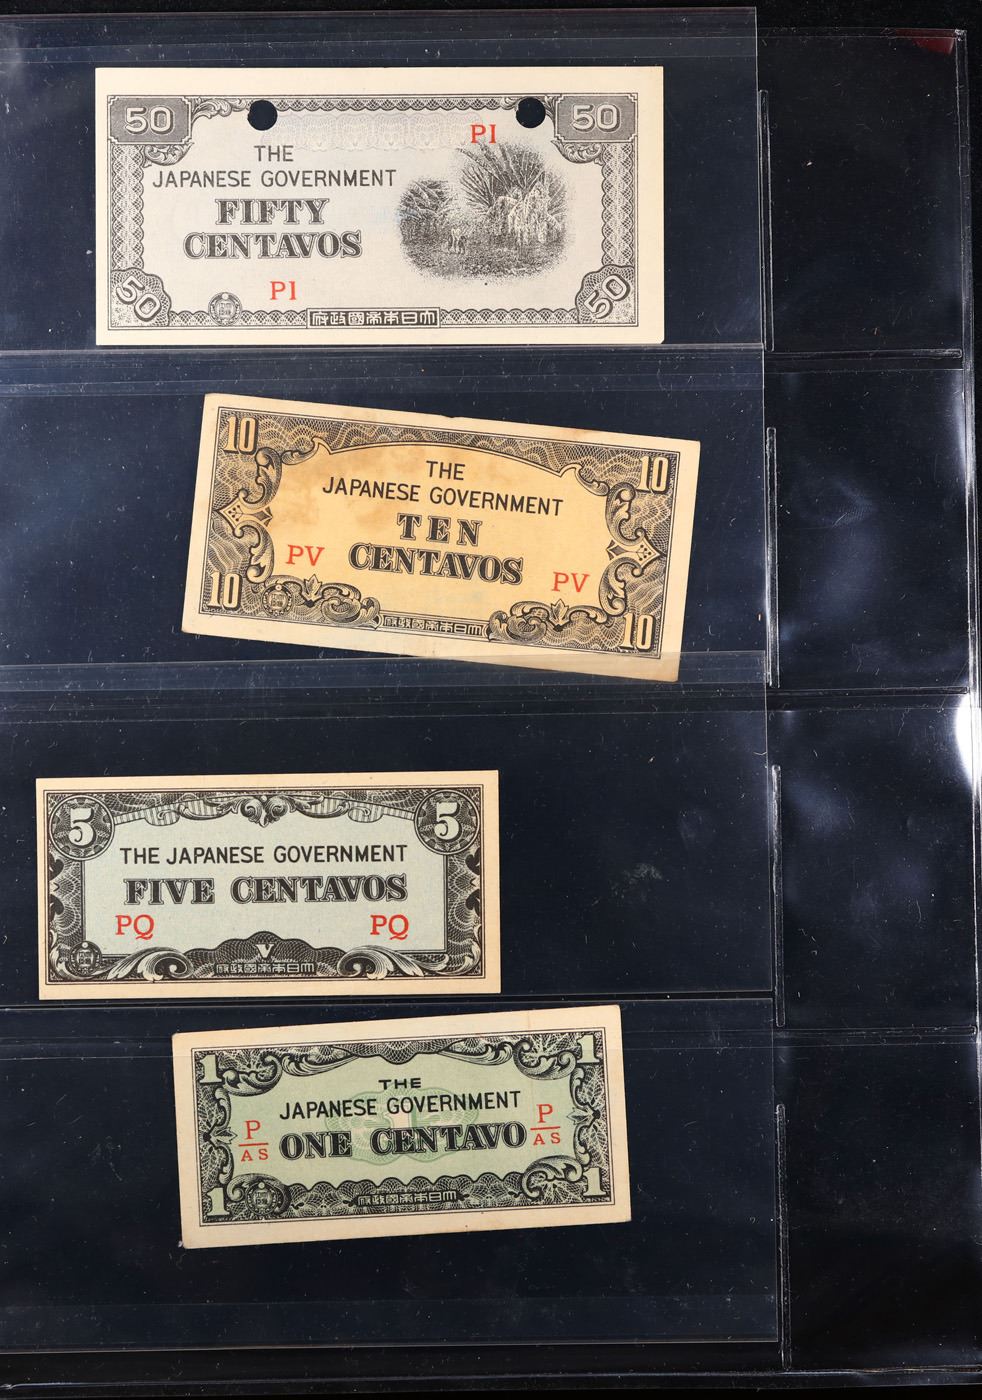 50
50
PI
THE
JAPANESE GOVERNMENT
FIFTY
CENTAVOS
PI
50
50
府政國帝本日大
10
10
THE
JAPANESE GOVERNMENT
TEN
CENTAVOS
PV
PV
10
10
府政國帝本日大
5
5
THE JAPANESE GOVERNMENT
FIVE CENTAVOS
PQ
PQ
V
府政國帝本日大
1
1
THE
JAPANESE GOVERNMENT
P
AS
ONE CENTAVO
P
AS
1
1
府政國帝本日大